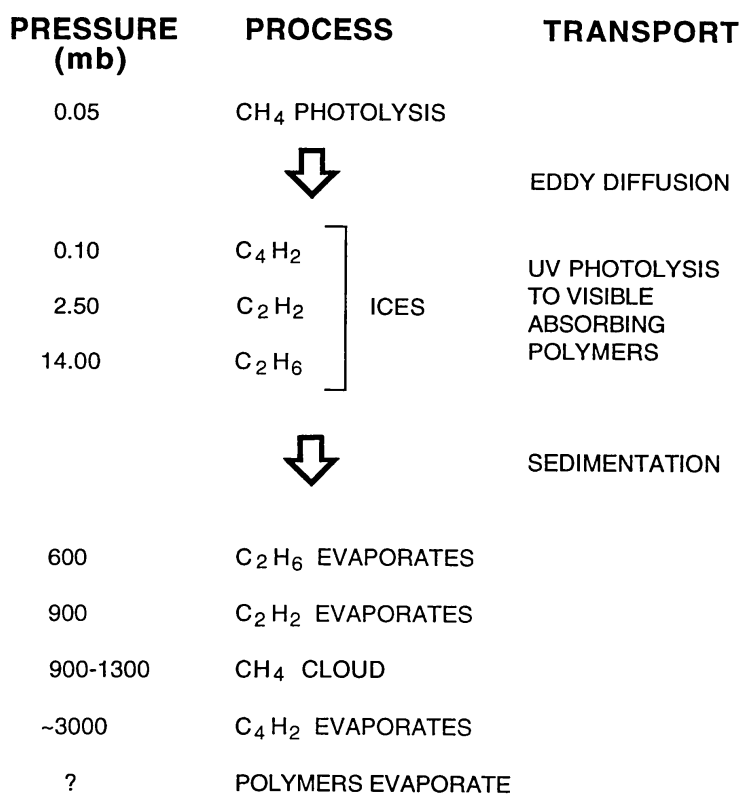 PRESSURE PROCESS TRANSPORT
(mb)
0.05 CH₄ PHOTOLYSIS
EDDY DIFFUSION
0.10 C₄H₂
UV PHOTOLYSIS
TO VISIBLE
2.50 C₂H₂ ICES
ABSORBING
POLYMERS
14.00 C₂H₆
SEDIMENTATION
600 C₂H₆ EVAPORATES
900 C₂H₂ EVAPORATES
900-1300 CH₄ CLOUD
~3000 C₄H₂ EVAPORATES
? POLYMERS EVAPORATE